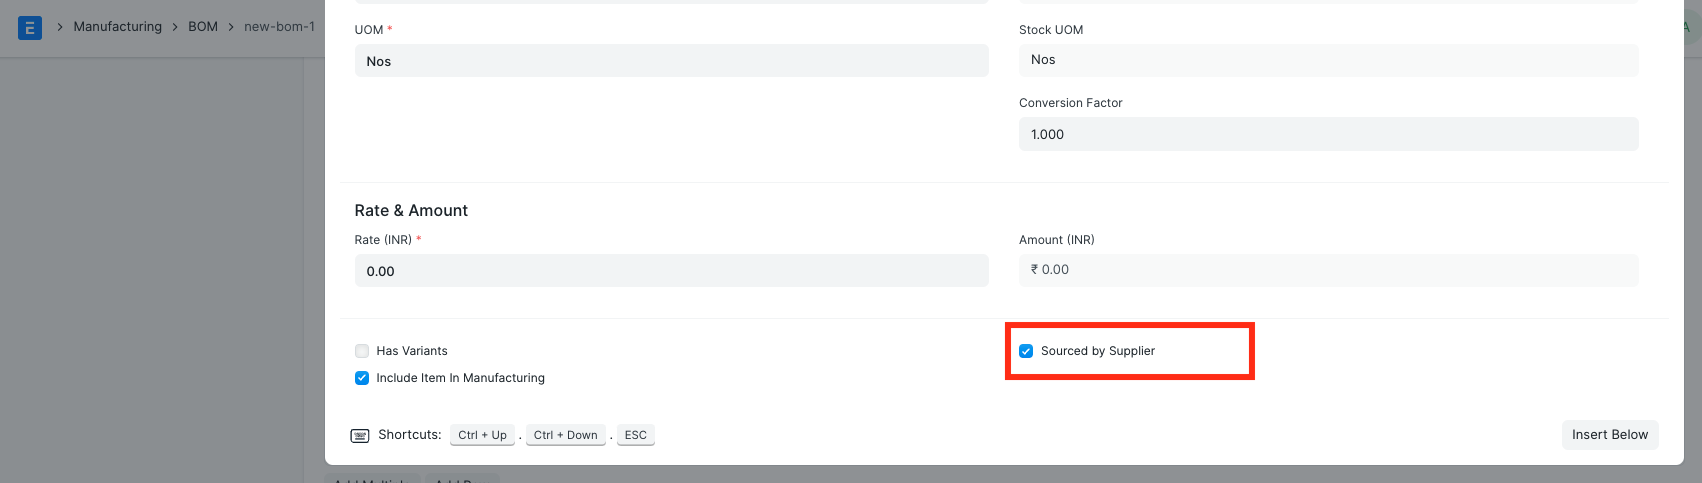 E > Manufacturing > BOM > new-bom-1
A
UOM *
Stock UOM
Nos
Nos
Conversion Factor
1.000
Rate & Amount
Rate (INR) *
Amount (INR)
0.00
₹ 0.00
Has Variants
Sourced by Supplier
Include Item In Manufacturing
Shortcuts: Ctrl + Up . Ctrl + Down . ESC
Insert Below